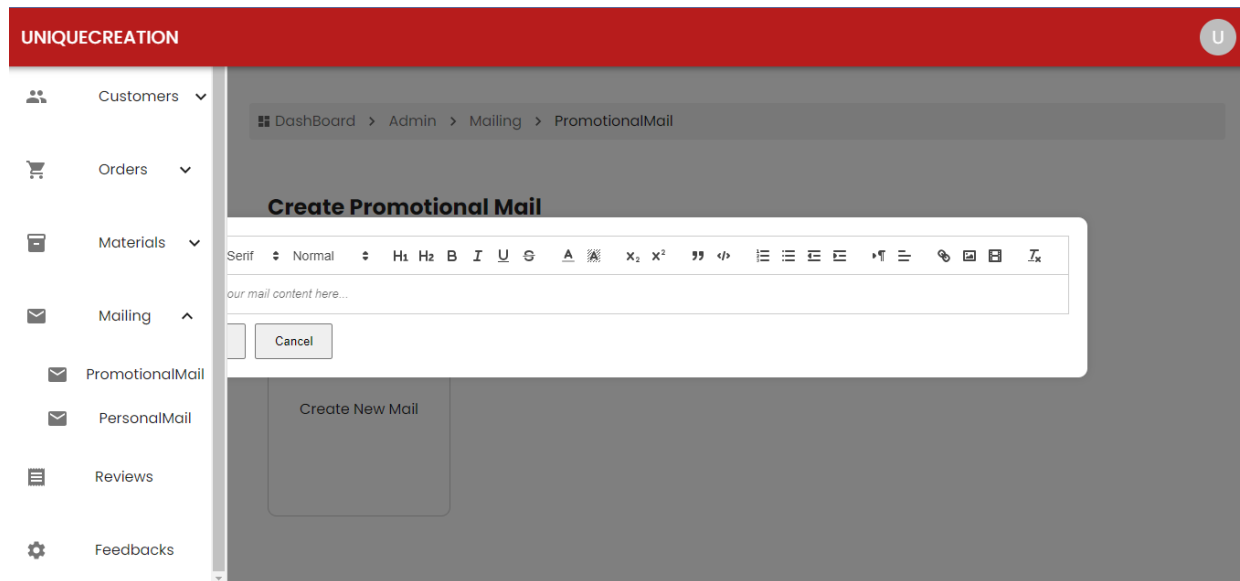 UNIQUECREATION
U
Customers
DashBoard > Admin > Mailing > PromotionalMail
Orders
Create Promotional Mail
Materials
Serif Normal H1 H2 B I U S A A X2 X² ” </> Tx
our mail content here...
Mailing
Cancel
PromotionalMail
Create New Mail
PersonalMail
Reviews
Feedbacks